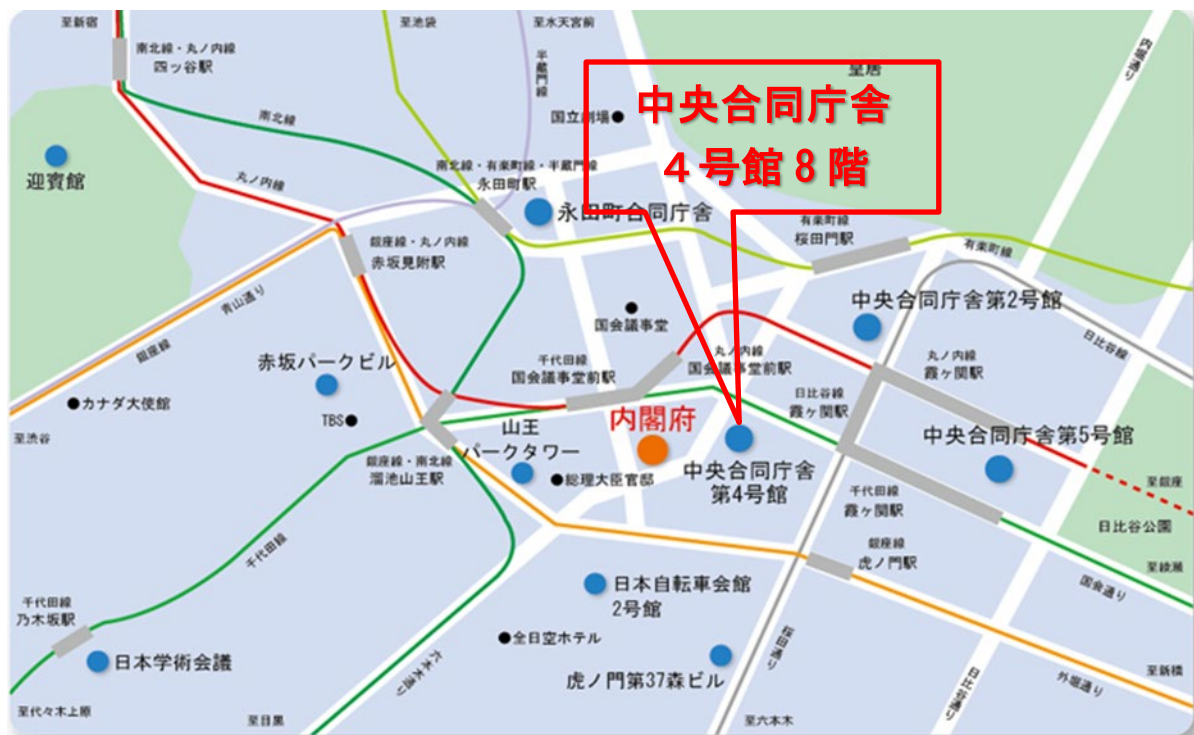 至新宿
至池袋
至水天宮前
内堀通り
南北線・丸ノ内線
四ッ谷駅
半蔵門線
皇居
中央合同庁舎
４号館８階
南北線
国立劇場
迎賓館
丸ノ内線
南北線・有楽町線・半蔵門線
永田町駅
永田町合同庁舎
有楽町線
桜田門駅
有楽町線
銀座線・丸ノ内線
赤坂見附駅
青山通り
銀座線
国会議事堂
中央合同庁舎第2号館
日比谷線
赤坂パークビル
千代田線
国会議事堂前駅
丸ノ内線
国会議事堂前駅
丸ノ内線
霞ヶ関駅
日比谷線
霞ヶ関駅
カナダ大使館
TBS
至渋谷
内閣府
山王
パークタワー
中央合同庁舎第5号館
銀座線・南北線
溜池山王駅
総理大臣官邸
中央合同庁舎
第4号館
千代田線
霞ヶ関駅
至銀座
日比谷公園
千代田線
銀座線
虎ノ門駅
至綾瀬
国会通り
千代田線
乃木坂駅
日本自転車会館
2号館
全日空ホテル
桜田通り
日本学術会議
六本木通り
虎ノ門第37森ビル
日比谷通り
外堀通り
至新橋
至代々木上原
至目黒
至六本木